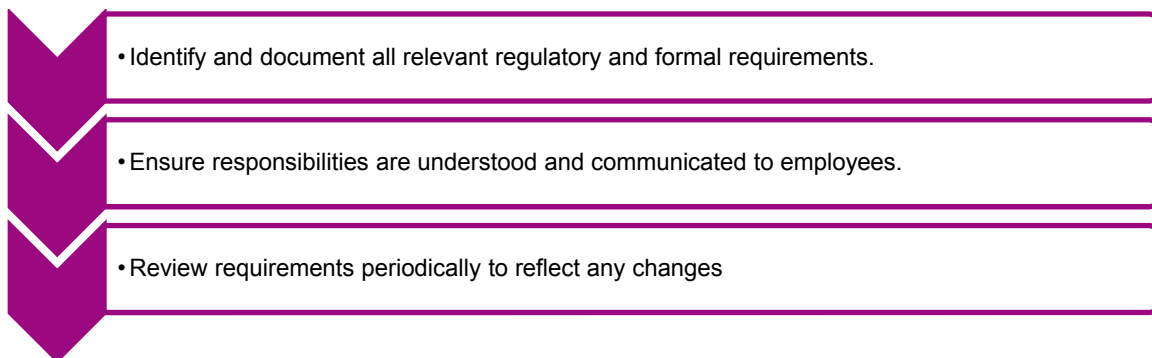 • Identify and document all relevant regulatory and formal requirements.
• Ensure responsibilities are understood and communicated to employees.
• Review requirements periodically to reflect any changes